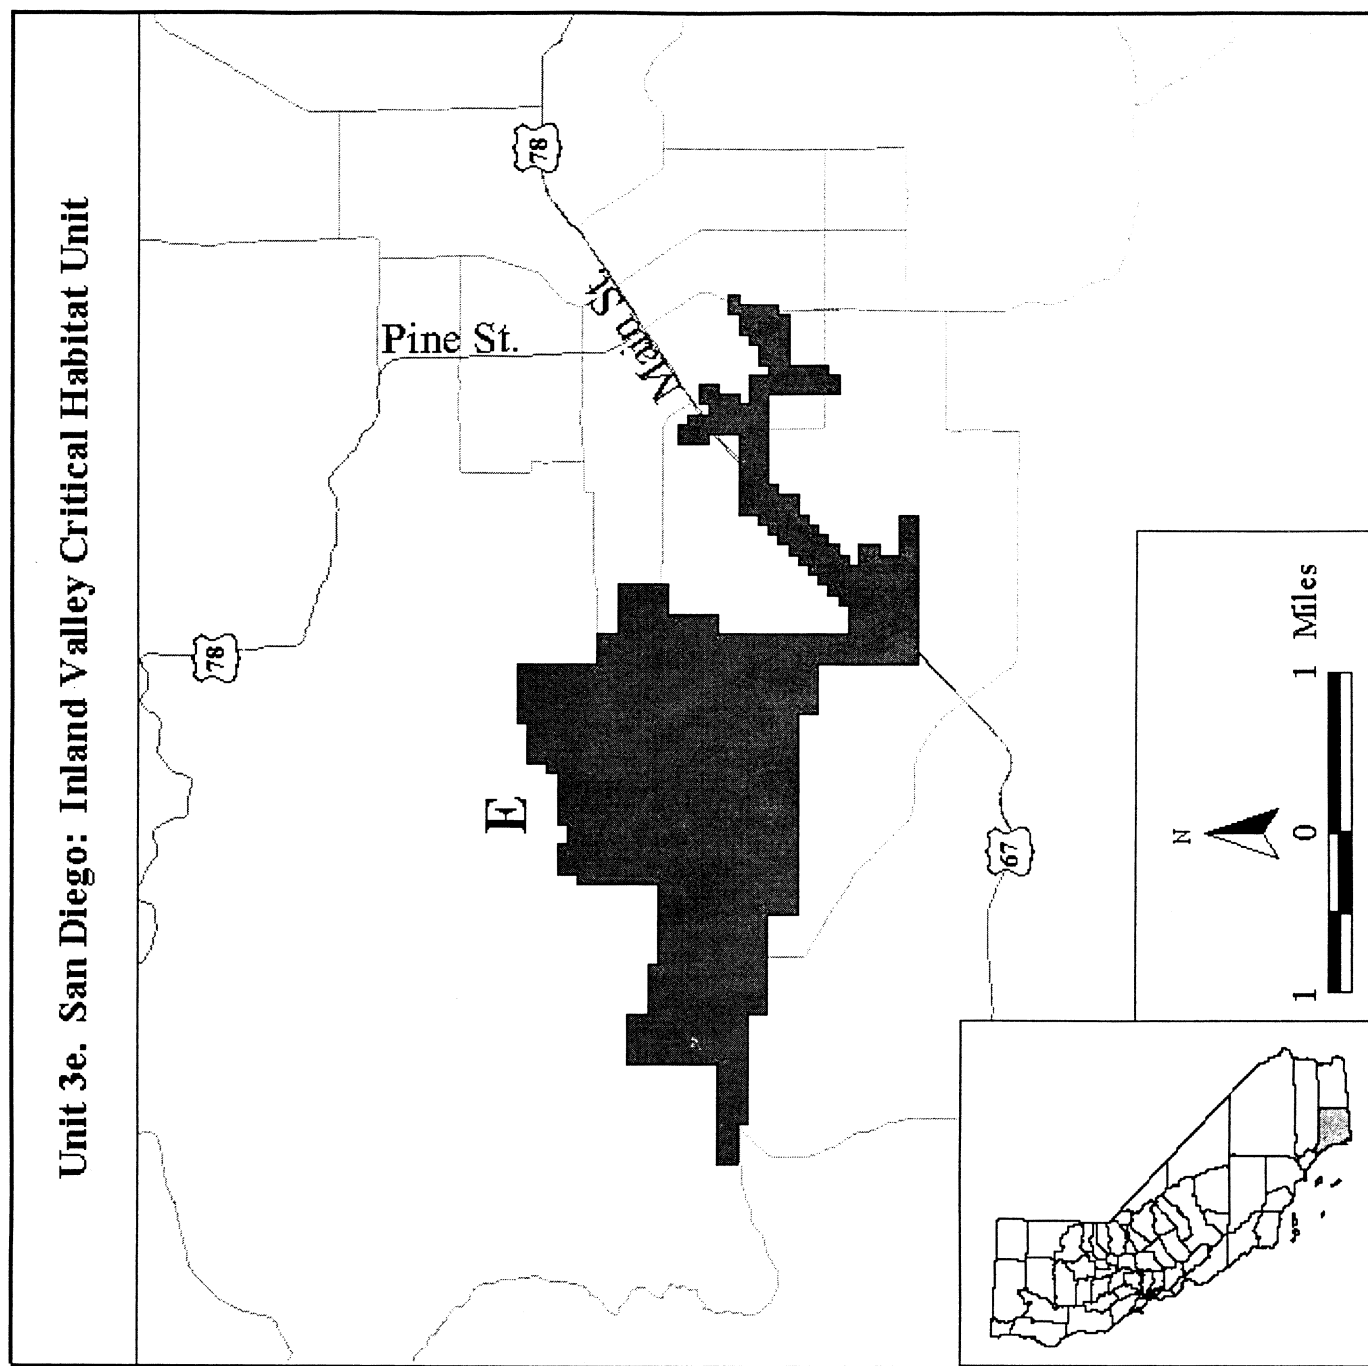 Unit 3e. San Diego: Inland Valley Critical Habitat Unit
78
Pine St.
Main St.
78
E
67
N
1 0 1 Miles